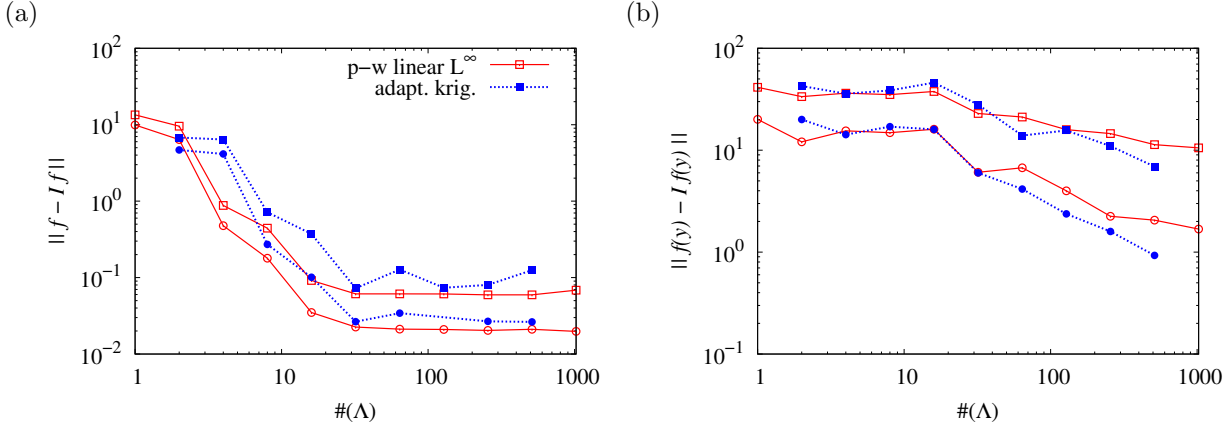 (a)
10^2
10^1
10^0
10^-1
10^-2
|| f − I f ||
p−w linear L^∞
adapt. krig.
1
10
100
1000
#(Λ)
(b)
10^2
10^1
10^0
10^-1
|| f(y) − I f(y) ||
1
10
100
1000
#(Λ)